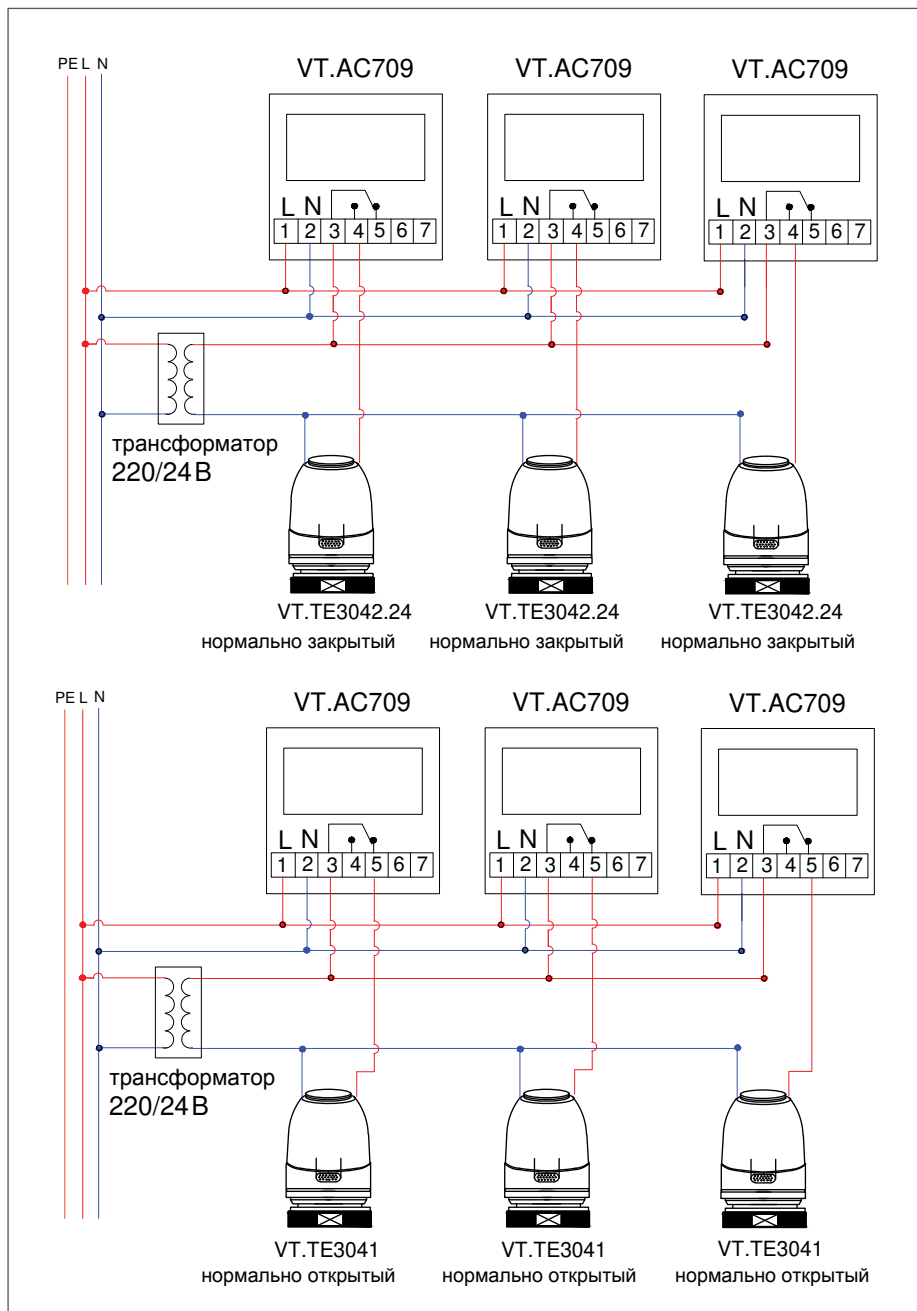 PE L N
VT.AC709 VT.AC709 VT.AC709
L N L N L N
1 2 3 4 5 6 7 1 2 3 4 5 6 7 1 2 3 4 5 6 7
трансформатор
220/24В
VT.TE3042.24 VT.TE3042.24 VT.TE3042.24
нормально закрытый нормально закрытый нормально закрытый
PE L N
VT.AC709 VT.AC709 VT.AC709
L N L N L N
1 2 3 4 5 6 7 1 2 3 4 5 6 7 1 2 3 4 5 6 7
трансформатор
220/24В
VT.TE3041 VT.TE3041 VT.TE3041
нормально открытый нормально открытый нормально открытый